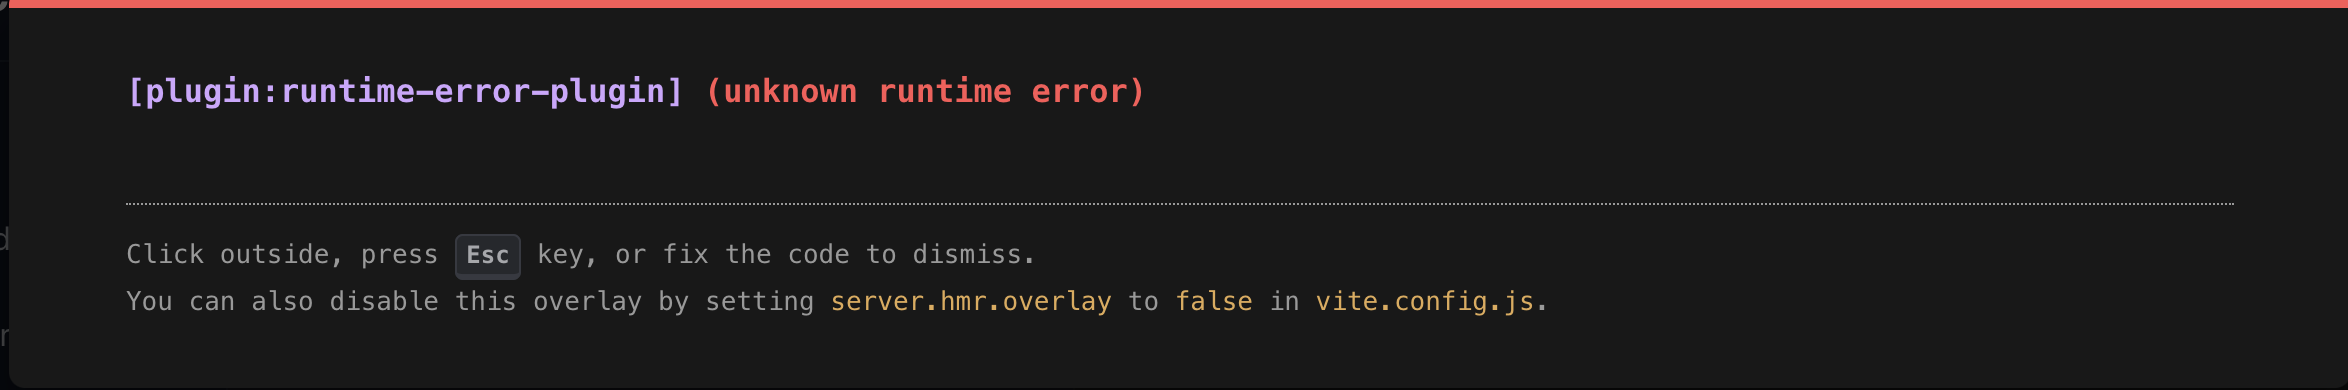 [plugin:runtime-error-plugin] (unknown runtime error)
Click outside, press Esc key, or fix the code to dismiss.
You can also disable this overlay by setting server.hmr.overlay to false in vite.config.js.